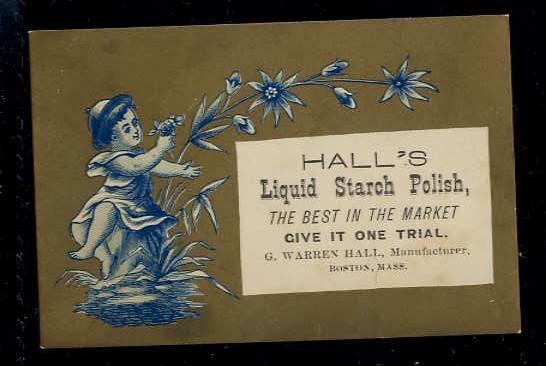 HALL'S
Liquid Starch Polish,
THE BEST IN THE MARKET
GIVE IT ONE TRIAL.
G. WARREN HALL, Manufacturer,
BOSTON, MASS.